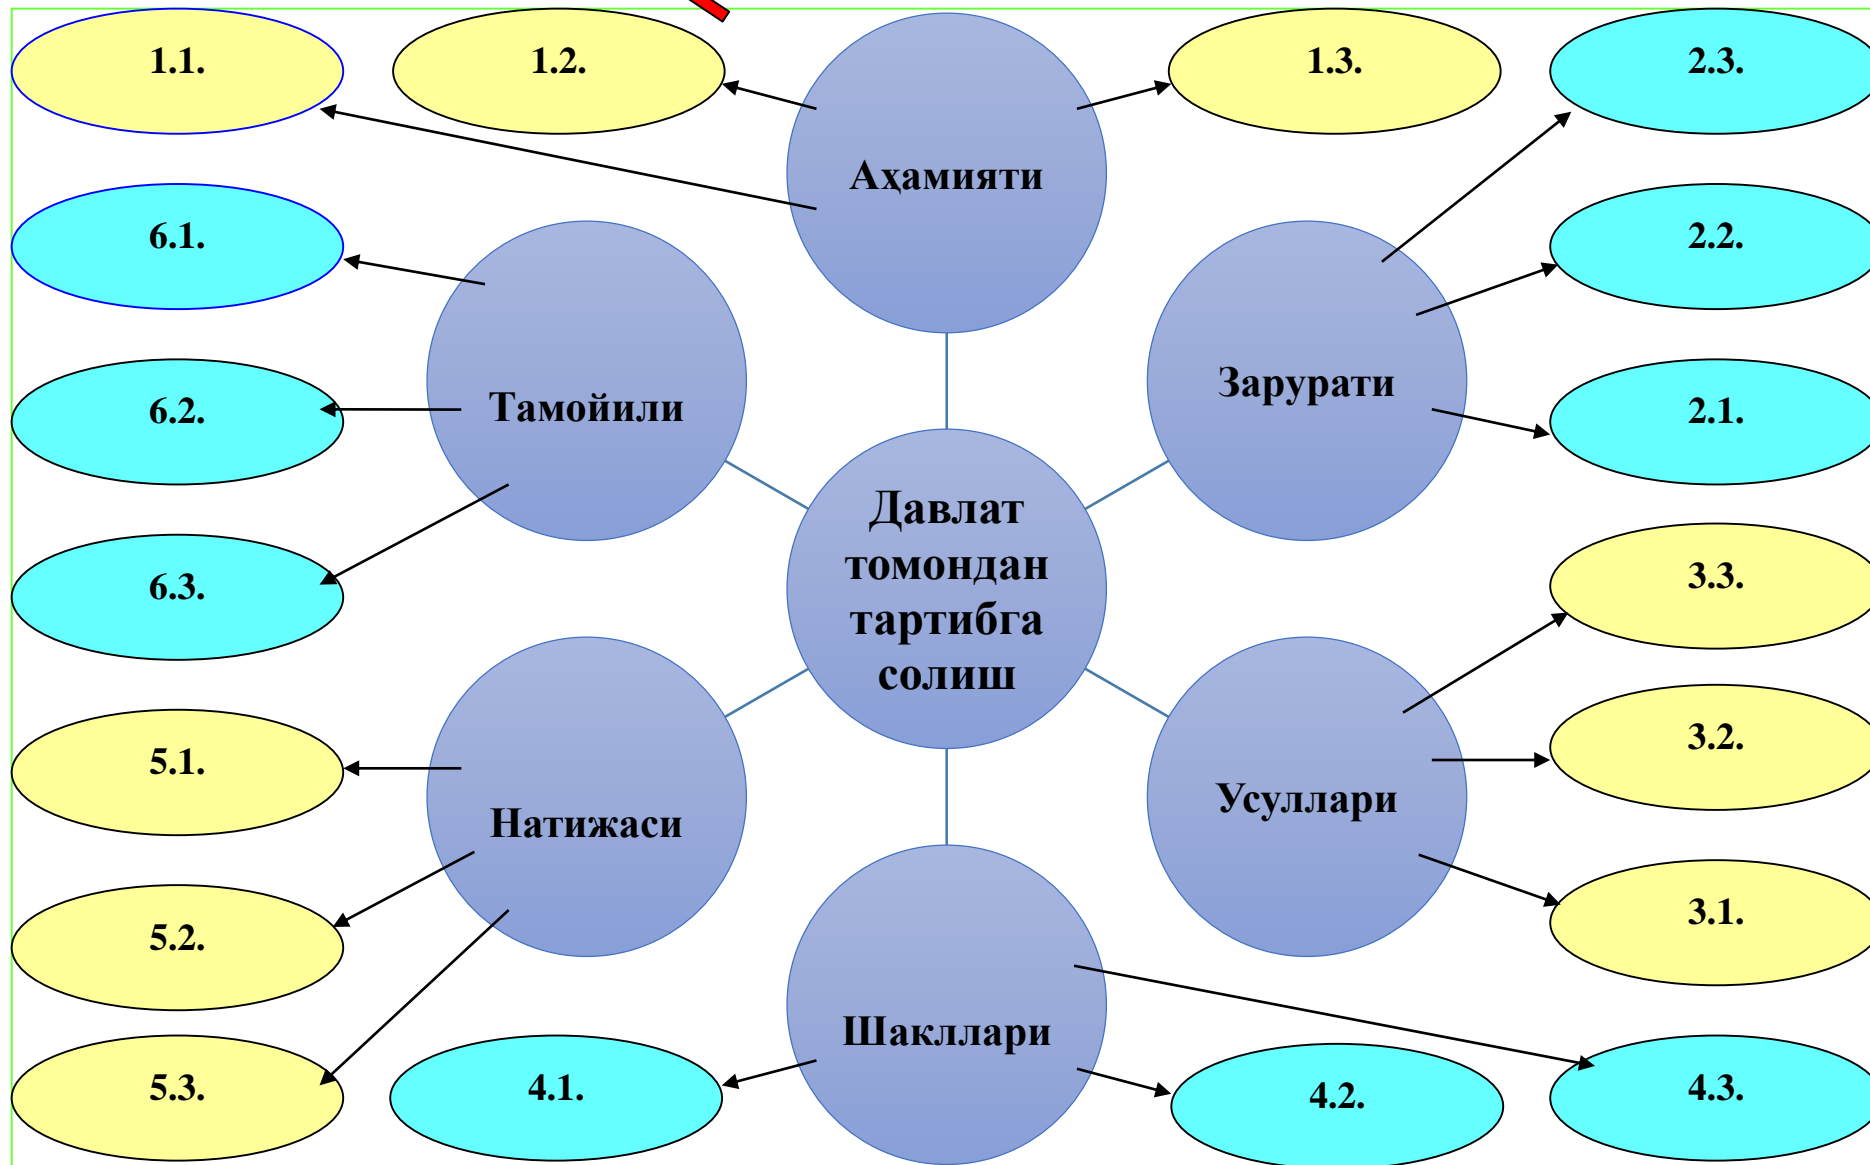 1.1.
1.2.
1.3.
2.3.
Аҳамияти
6.1.
2.2.
Зарурати
6.2.
Тамойили
2.1.
Давлат
томондан
тартибга
солиш
6.3.
3.3.
5.1.
3.2.
Натижаси
Усуллари
5.2.
3.1.
Шакллари
5.3.
4.1.
4.2.
4.3.